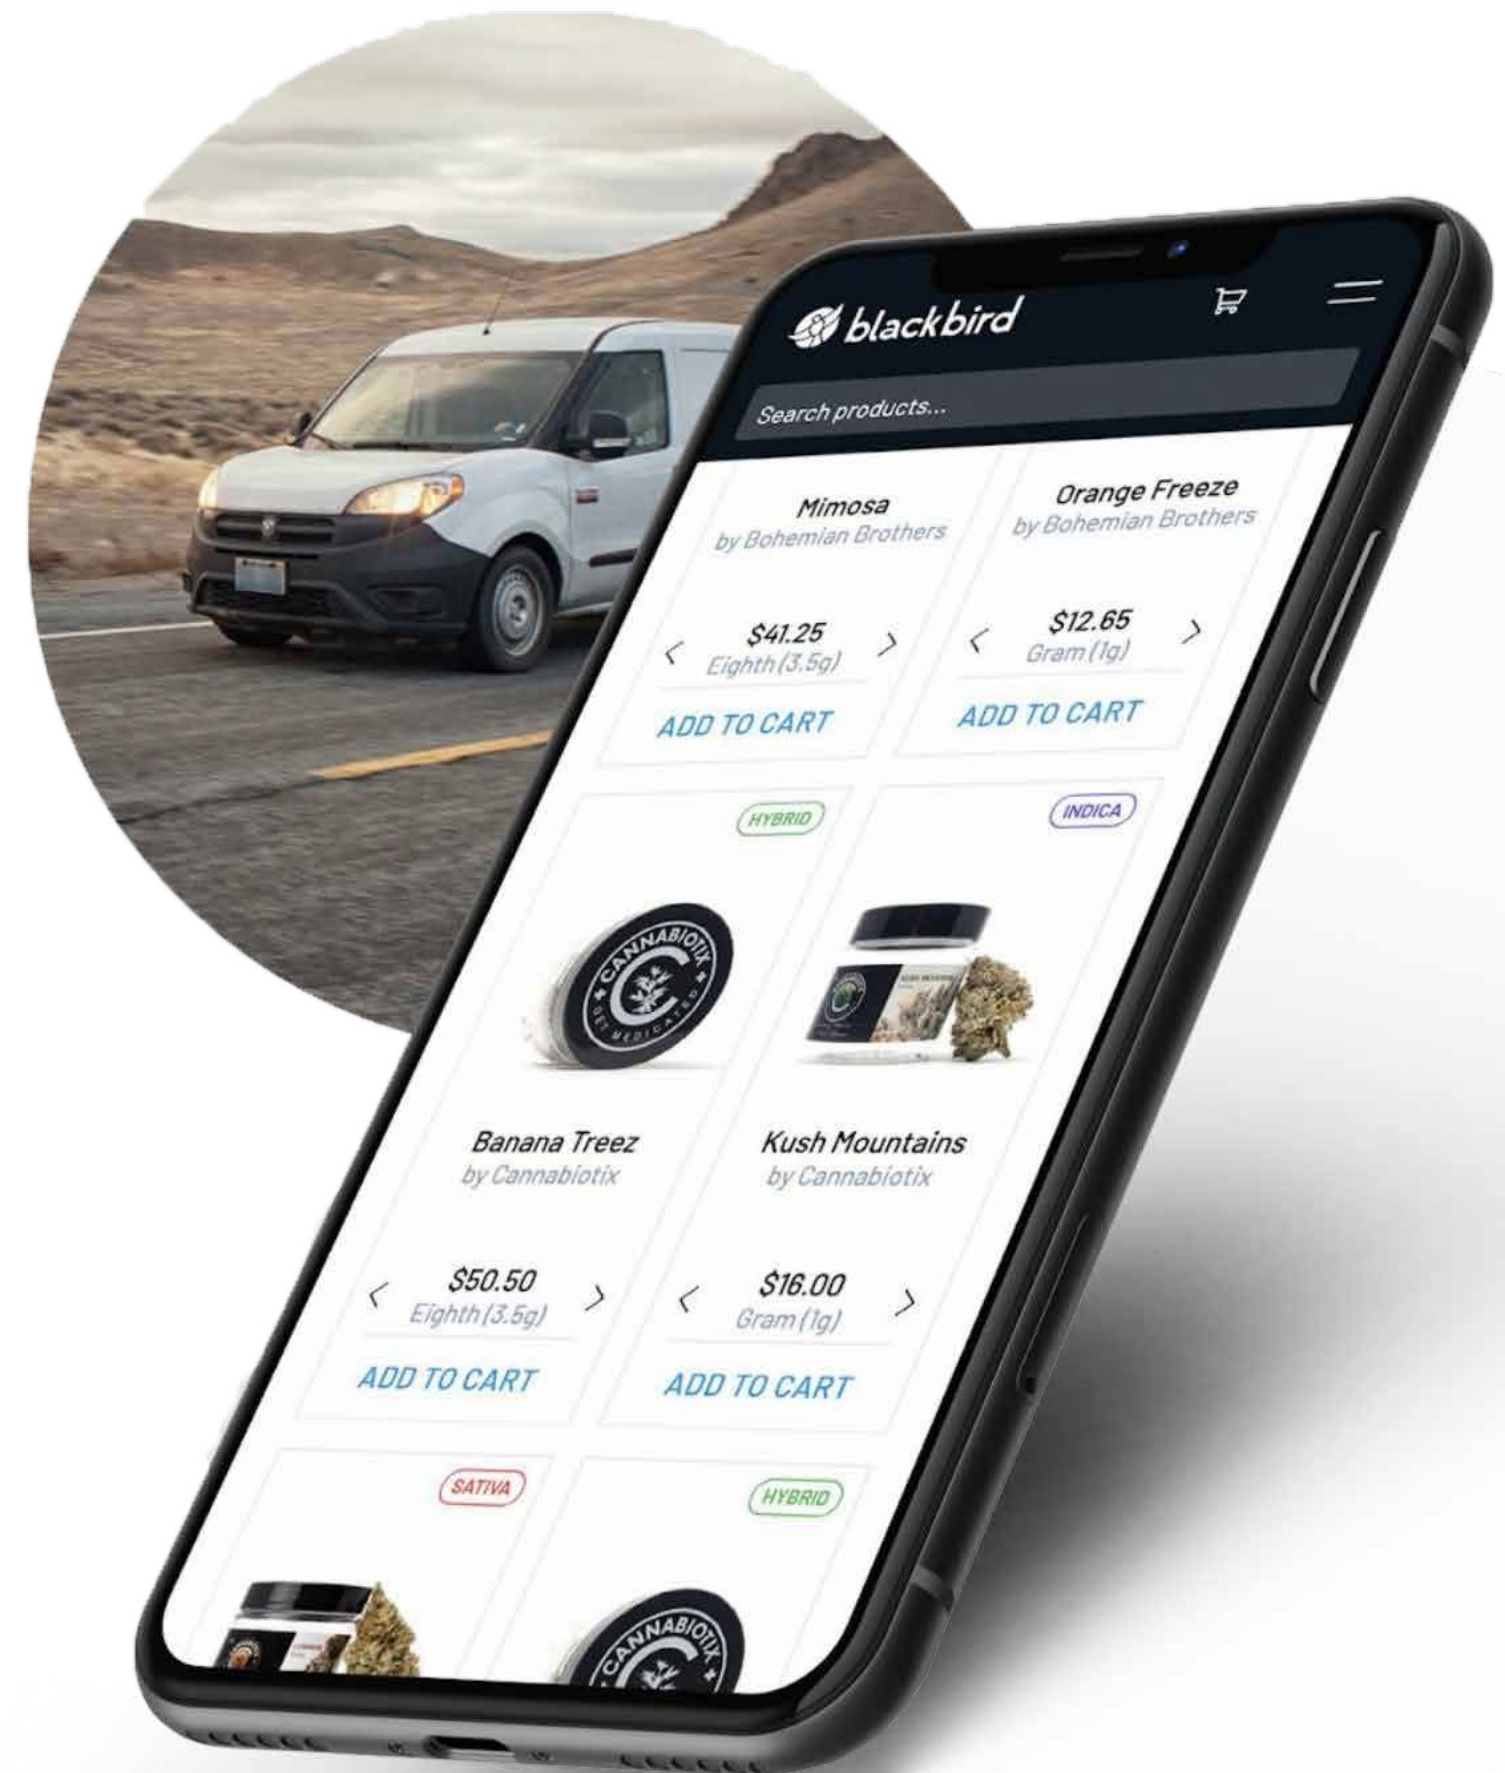 blackbird
Search products...
Mimosa
by Bohemian Brothers
$41.25
Eighth (3.5g)
ADD TO CART
Orange Freeze
by Bohemian Brothers
$12.65
Gram (1g)
ADD TO CART
HYBRID
CANNABIOTIX
GET MEDICATED
Banana Treez
by Cannabiotix
$50.50
Eighth (3.5g)
ADD TO CART
INDICA
KUSH MOUNTAINS
Kush Mountains
by Cannabiotix
$16.00
Gram (1g)
ADD TO CART
SATIVA
HYBRID
CANNABIOTIX